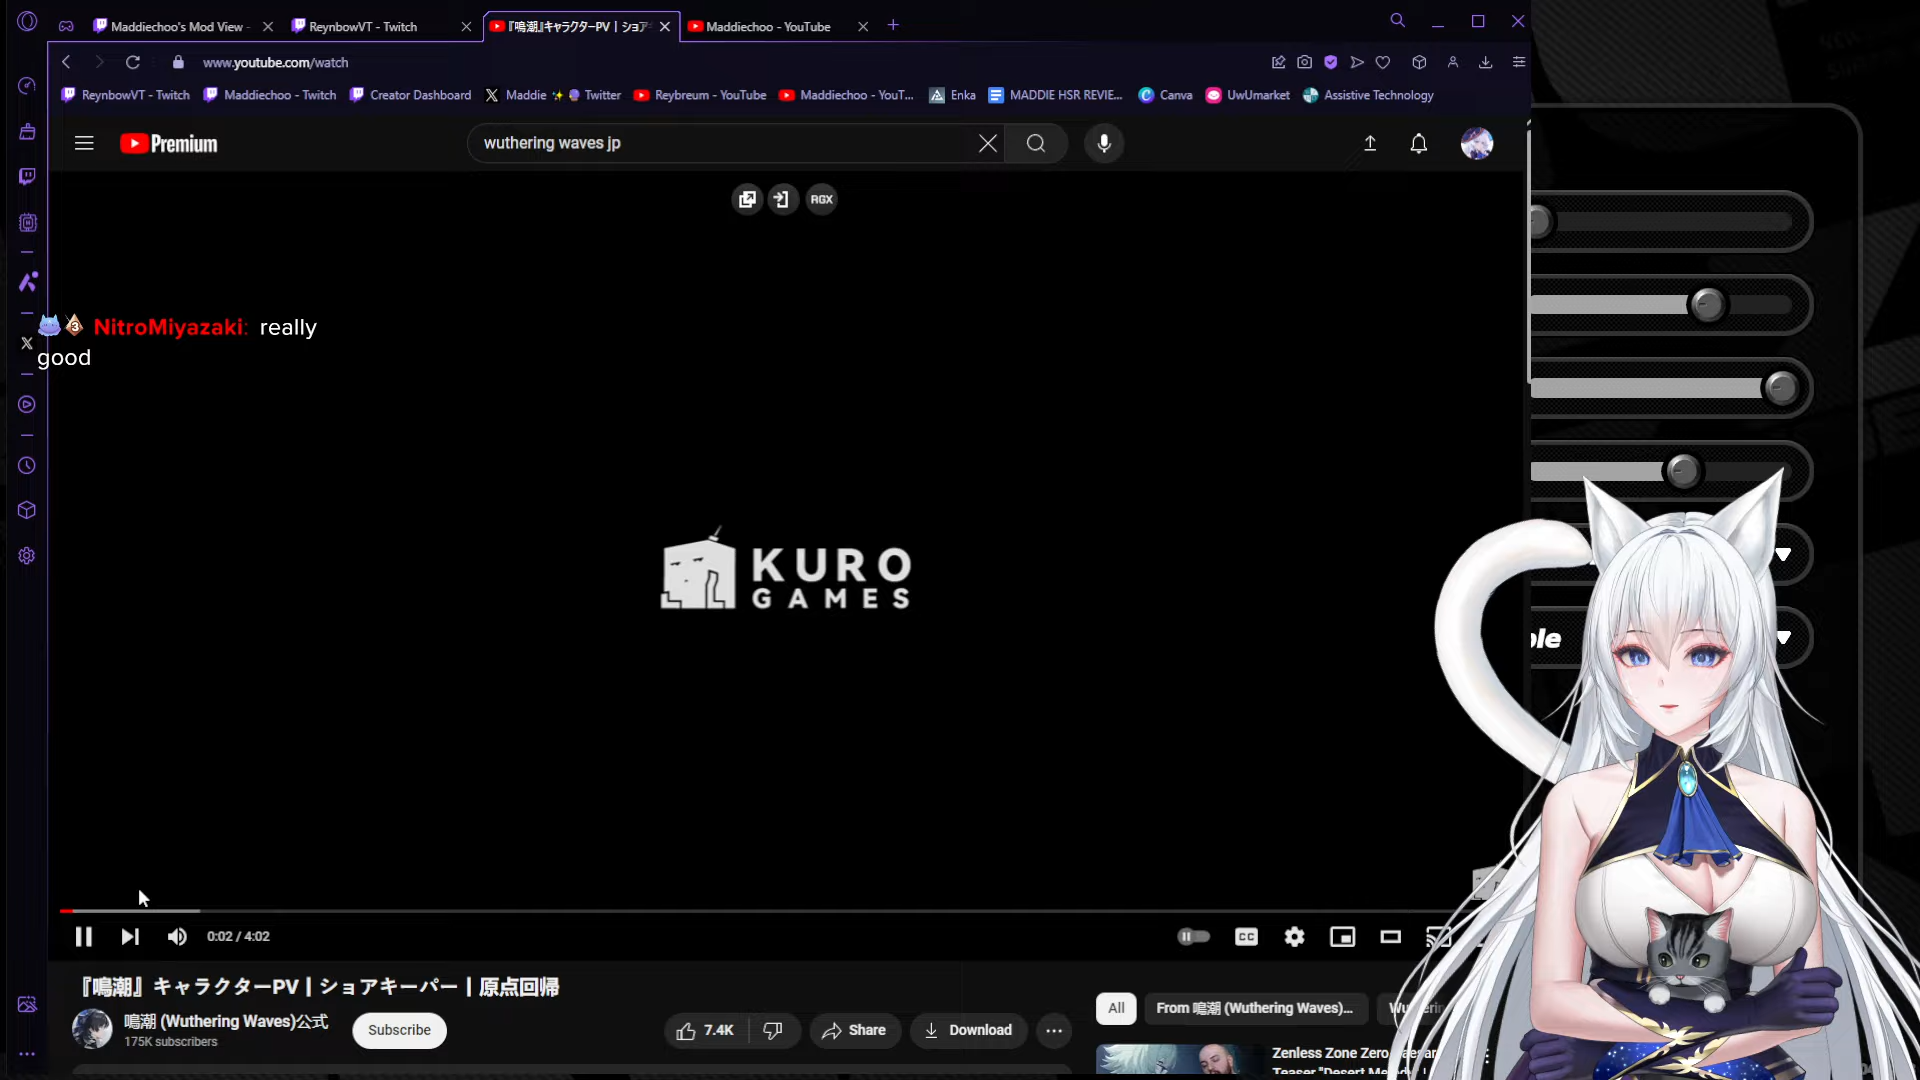 Maddiechoo's Mod View -
ReynbowVT - Twitch
『鳴潮』キャラクターPV | ショア
Maddiechoo - YouTube
www.youtube.com/watch
ReynbowVT - Twitch
Maddiechoo - Twitch
Creator Dashboard
Maddie ✨🔮 Twitter
Reybreum - YouTube
Maddiechoo - YouT...
Enka
MADDIE HSR REVIE...
Canva
UwUmarket
Assistive Technology
Premium
wuthering waves jp
RGX
NitroMiyazaki: really
good
KURO
GAMES
ole
0:02 / 4:02
CC
『鳴潮』キャラクターPV | ショアキーパー | 原点回帰
鳴潮 (Wuthering Waves)公式
175K subscribers
Subscribe
7.4K
Share
Download
All
From 鳴潮 (Wuthering Waves)...
Zenless Zone Zero
Teaser "Desert